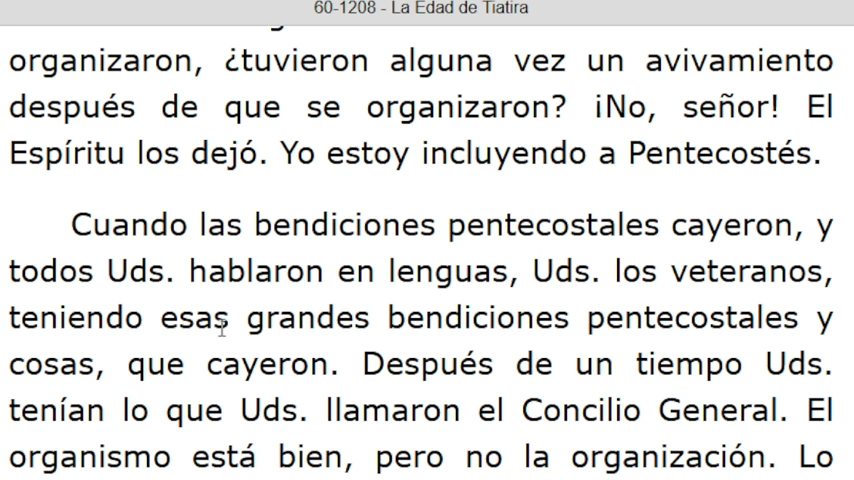 60-1208 - La Edad de Tiatira
organizaron, ¿tuvieron alguna vez un avivamiento
después de que se organizaron? ¡No, señor! El
Espíritu los dejó. Yo estoy incluyendo a Pentecostés.
Cuando las bendiciones pentecostales cayeron, y
todos Uds. hablaron en lenguas, Uds. los veteranos,
teniendo esas grandes bendiciones pentecostales y
cosas, que cayeron. Después de un tiempo Uds.
tenían lo que Uds. llamaron el Concilio General. El
organismo está bien, pero no la organización. Lo